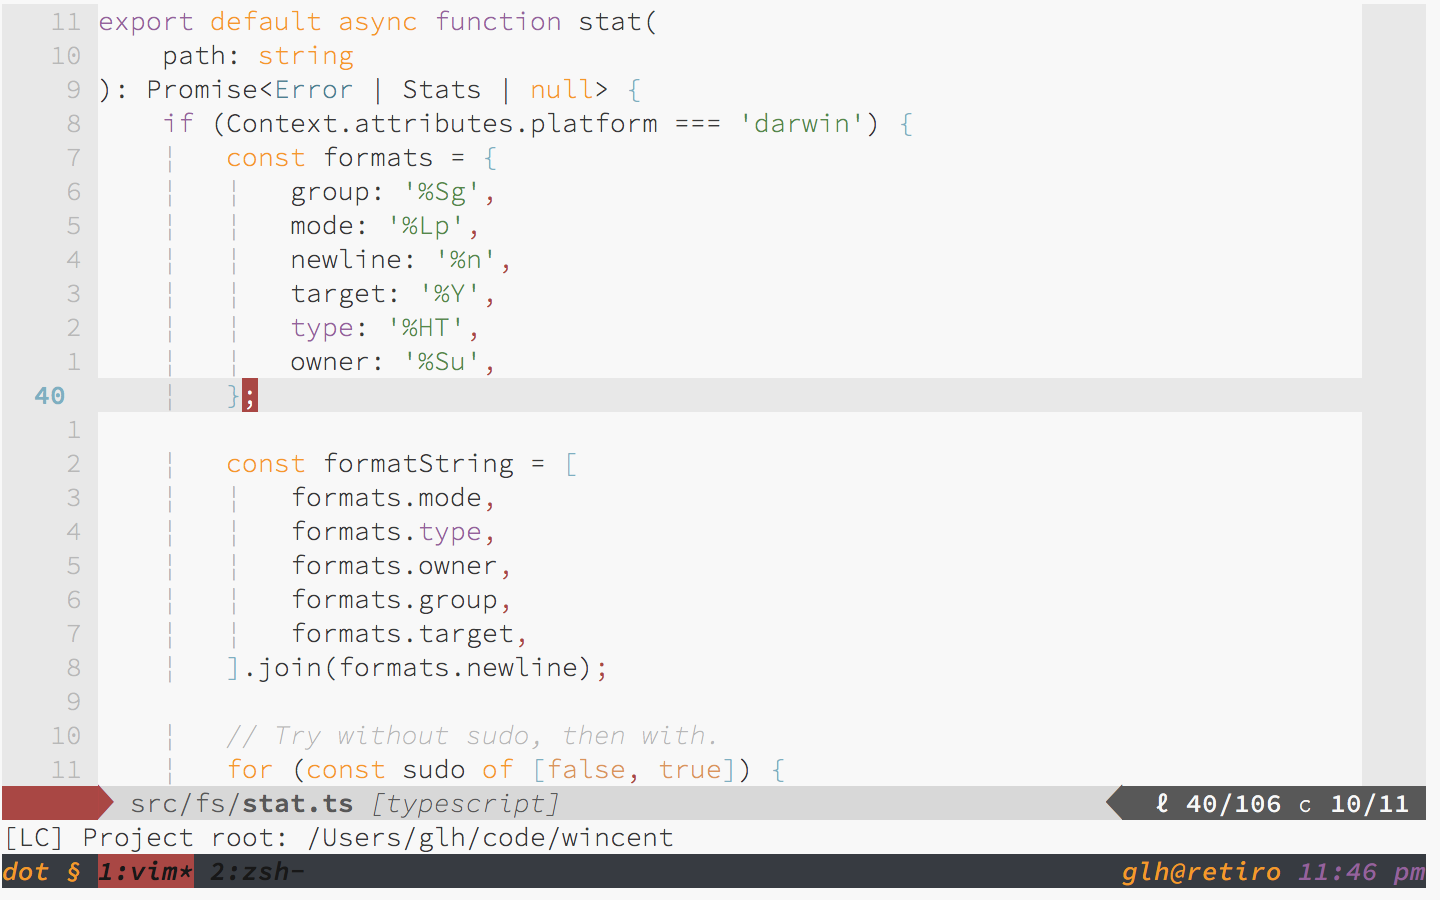 11 export default async function stat(
10     path: string
9 ): Promise<Error | Stats | null> {
8     if (Context.attributes.platform === 'darwin') {
7     ¦   const formats = {
6     ¦   ¦   group: '%Sg',
5     ¦   ¦   mode: '%Lp',
4     ¦   ¦   newline: '%n',
3     ¦   ¦   target: '%Y',
2     ¦   ¦   type: '%HT',
1     ¦   ¦   owner: '%Su',
40     ¦   };
1
2     ¦   const formatString = [
3     ¦   ¦   formats.mode,
4     ¦   ¦   formats.type,
5     ¦   ¦   formats.owner,
6     ¦   ¦   formats.group,
7     ¦   ¦   formats.target,
8     ¦   ].join(formats.newline);
9
10     ¦   // Try without sudo, then with.
11     ¦   for (const sudo of [false, true]) {
src/fs/stat.ts [typescript] ℓ 40/106 c 10/11
[LC] Project root: /Users/glh/code/wincent
dot § 1:vim* 2:zsh- glh@retiro 11:46 pm